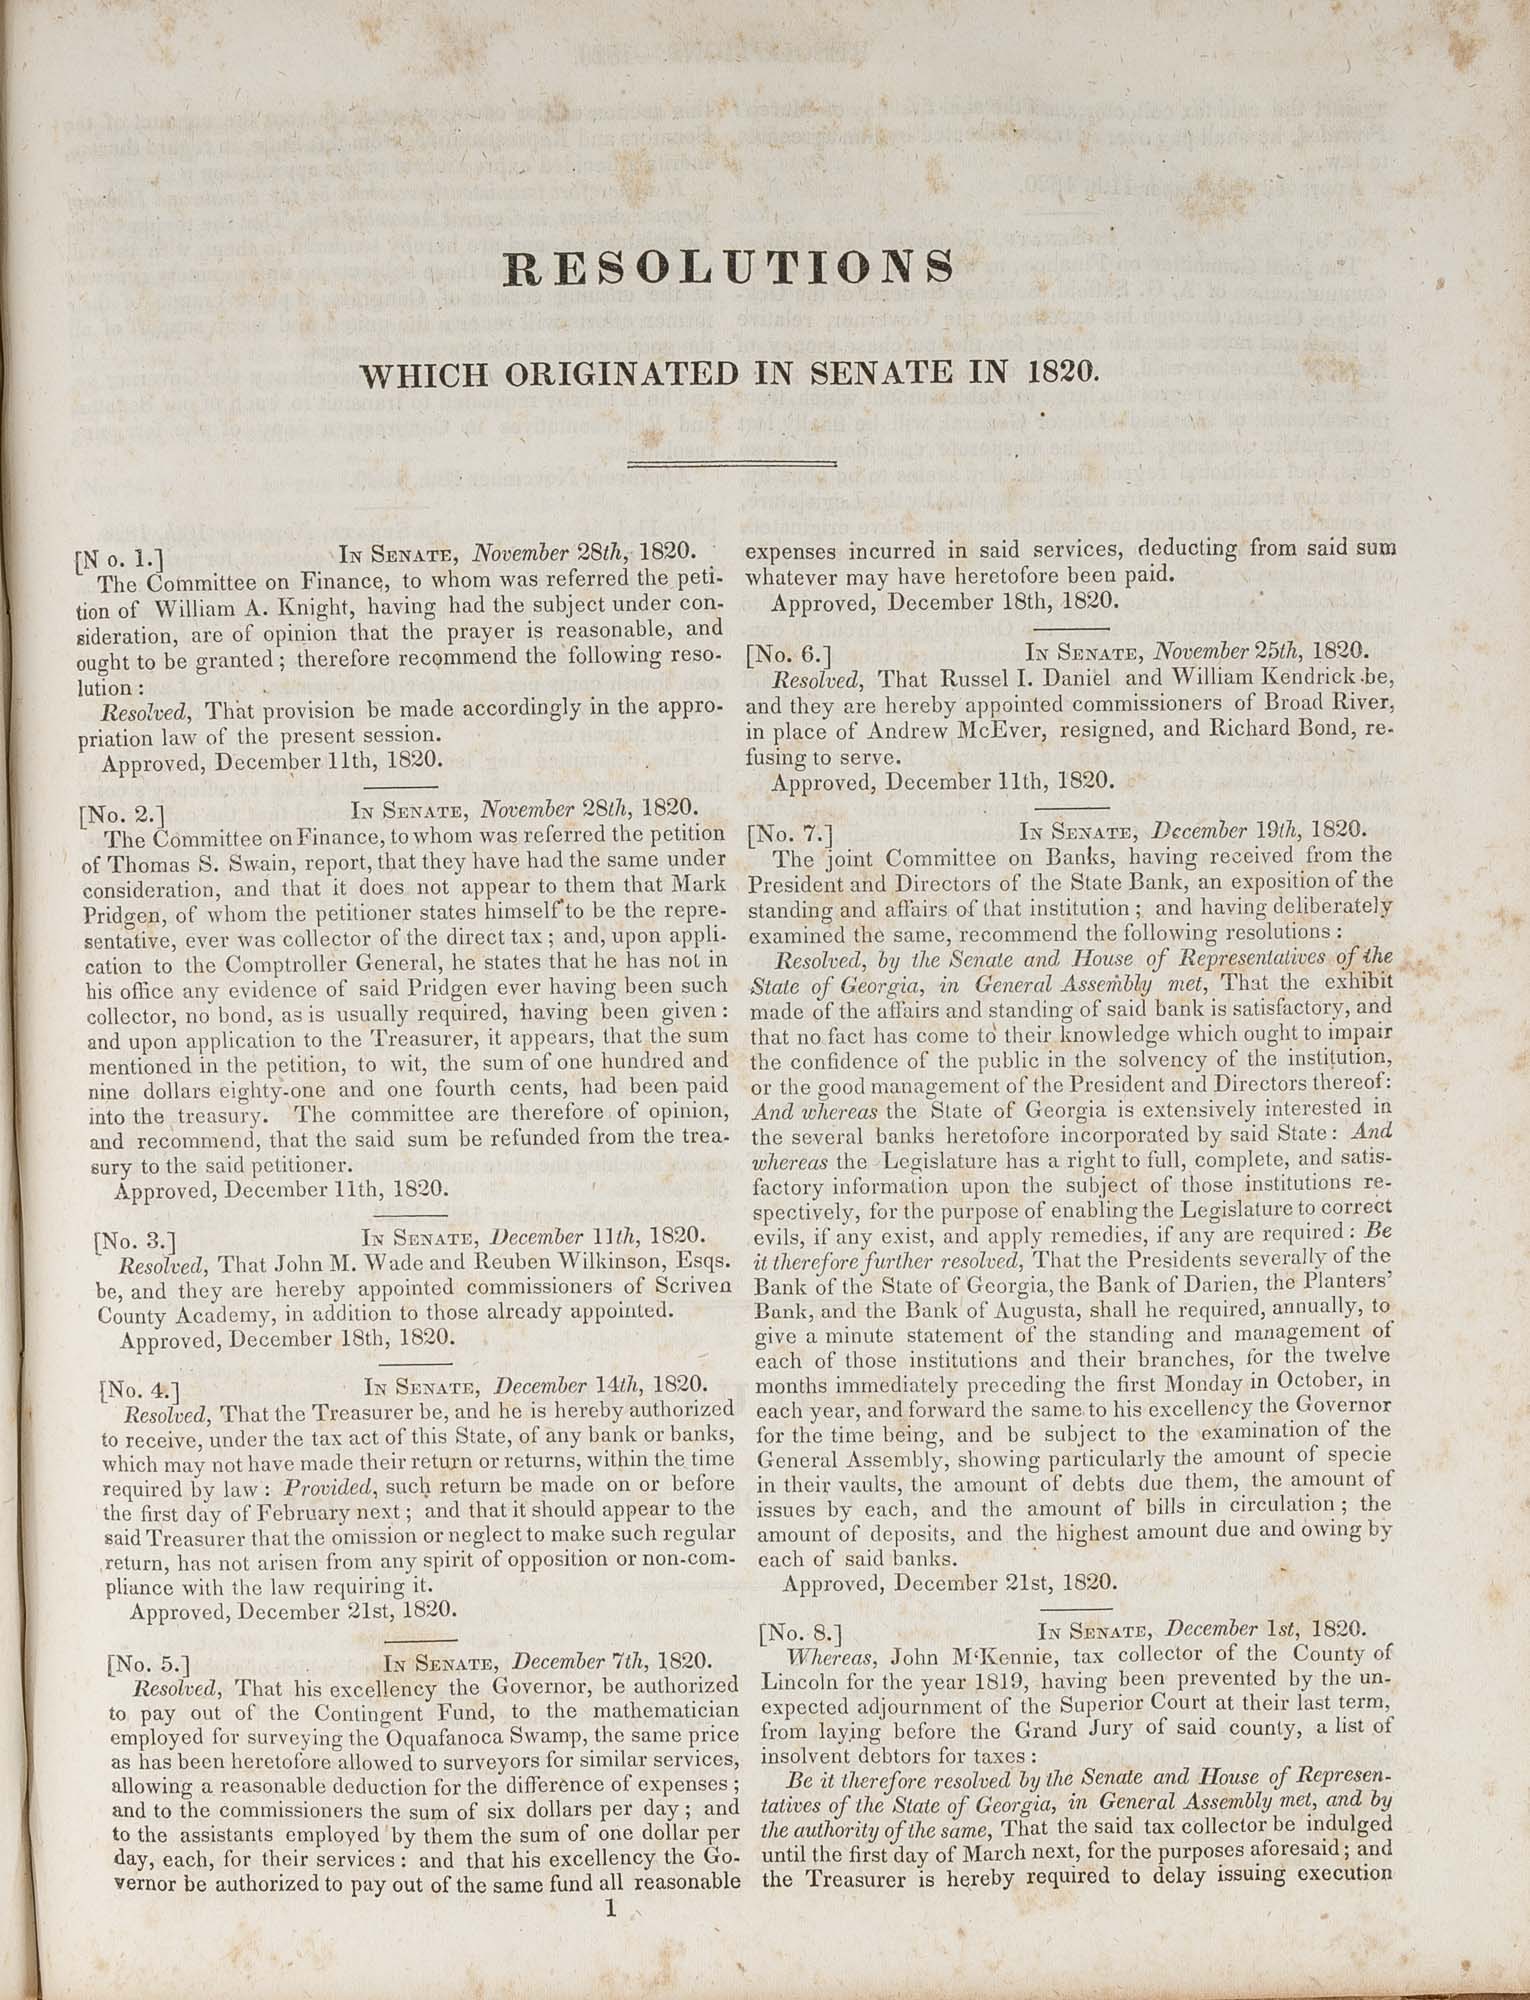 RESOLUTIONS
WHICH ORIGINATED IN SENATE IN 1820.
[N o. 1.] IN SENATE, November 28th, 1820.
The Committee on Finance, to whom was referred the peti-
tion of William A. Knight, having had the subject under con-
sideration, are of opinion that the prayer is reasonable, and
ought to be granted; therefore recommend the following reso-
lution:
Resolved, That provision be made accordingly in the appro-
priation law of the present session.
Approved, December 11th, 1820.
[No. 2.] IN SENATE, November 28th, 1820.
The Committee on Finance, to whom was referred the petition
of Thomas S. Swain, report, that they have had the same under
consideration, and that it does not appear to them that Mark
Pridgen, of whom the petitioner states himself to be the repre-
sentative, ever was collector of the direct tax; and, upon appli-
cation to the Comptroller General, he states that he has not in
his office any evidence of said Pridgen ever having been such
collector, no bond, as is usually required, having been given:
and upon application to the Treasurer, it appears, that the sum
mentioned in the petition, to wit, the sum of one hundred and
nine dollars eighty-one and one fourth cents, had been paid
into the treasury. The committee are therefore of opinion,
and recommend, that the said sum be refunded from the trea-
sury to the said petitioner.
Approved, December 11th, 1820.
[No. 3.] IN SENATE, December 11th, 1820.
Resolved, That John M. Wade and Reuben Wilkinson, Esqs.
be, and they are hereby appointed commissioners of Scriven
County Academy, in addition to those already appointed.
Approved, December 18th, 1820.
[No. 4.] IN SENATE, December 14th, 1820.
Resolved, That the Treasurer be, and he is hereby authorized
to receive, under the tax act of this State, of any bank or banks,
which may not have made their return or returns, within the time
required by law: Provided, such return be made on or before
the first day of February next; and that it should appear to the
said Treasurer that the omission or neglect to make such regular
return, has not arisen from any spirit of opposition or non-com-
pliance with the law requiring it.
Approved, December 21st, 1820.
[No. 5.] IN SENATE, December 7th, 1820.
Resolved, That his excellency the Governor, be authorized
to pay out of the Contingent Fund, to the mathematician
employed for surveying the Oquafanoca Swamp, the same price
as has been heretofore allowed to surveyors for similar services,
allowing a reasonable deduction for the difference of expenses;
and to the commissioners the sum of six dollars per day; and
to the assistants employed by them the sum of one dollar per
day, each, for their services: and that his excellency the Go-
vernor be authorized to pay out of the same fund all reasonable
expenses incurred in said services, deducting from said sum
whatever may have heretofore been paid.
Approved, December 18th, 1820.
[No. 6.] IN SENATE, November 25th, 1820.
Resolved, That Russel I. Daniel and William Kendrick be,
and they are hereby appointed commissioners of Broad River,
in place of Andrew McEver, resigned, and Richard Bond, re-
fusing to serve.
Approved, December 11th, 1820.
[No. 7.] IN SENATE, December 19th, 1820.
The joint Committee on Banks, having received from the
President and Directors of the State Bank, an exposition of the
standing and affairs of that institution; and having deliberately
examined the same, recommend the following resolutions:
Resolved, by the Senate and House of Representatives of the
State of Georgia, in General Assembly met, That the exhibit
made of the affairs and standing of said bank is satisfactory, and
that no fact has come to their knowledge which ought to impair
the confidence of the public in the solvency of the institution,
or the good management of the President and Directors thereof:
And whereas the State of Georgia is extensively interested in
the several banks heretofore incorporated by said State: And
whereas the Legislature has a right to full, complete, and satis-
factory information upon the subject of those institutions re-
spectively, for the purpose of enabling the Legislature to correct
evils, if any exist, and apply remedies, if any are required: Be
it therefore further resolved, That the Presidents severally of the
Bank of the State of Georgia, the Bank of Darien, the Planters'
Bank, and the Bank of Augusta, shall he required, annually, to
give a minute statement of the standing and management of
each of those institutions and their branches, for the twelve
months immediately preceding the first Monday in October, in
each year, and forward the same to his excellency the Governor
for the time being, and be subject to the examination of the
General Assembly, showing particularly the amount of specie
in their vaults, the amount of debts due them, the amount of
issues by each, and the amount of bills in circulation; the
amount of deposits, and the highest amount due and owing by
each of said banks.
Approved, December 21st, 1820.
[No. 8.] IN SENATE, December 1st, 1820.
Whereas, John M'Kennie, tax collector of the County of
Lincoln for the year 1819, having been prevented by the un-
expected adjournment of the Superior Court at their last term,
from laying before the Grand Jury of said county, a list of
insolvent debtors for taxes:
Be it therefore resolved by the Senate and House of Represen-
tatives of the State of Georgia, in General Assembly met, and by
the authority of the same, That the said tax collector be indulged
until the first day of March next, for the purposes aforesaid; and
the Treasurer is hereby required to delay issuing execution
1